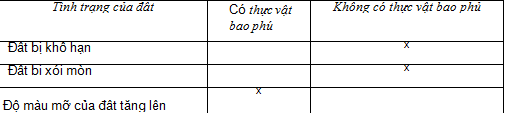 Tình trạng của đất Có thực vật bao phủ Không có thực vật bao phủ
Đất bị khô hạn x
Đất bi xói mòn x
Độ màu mỡ của đất tăng lên x